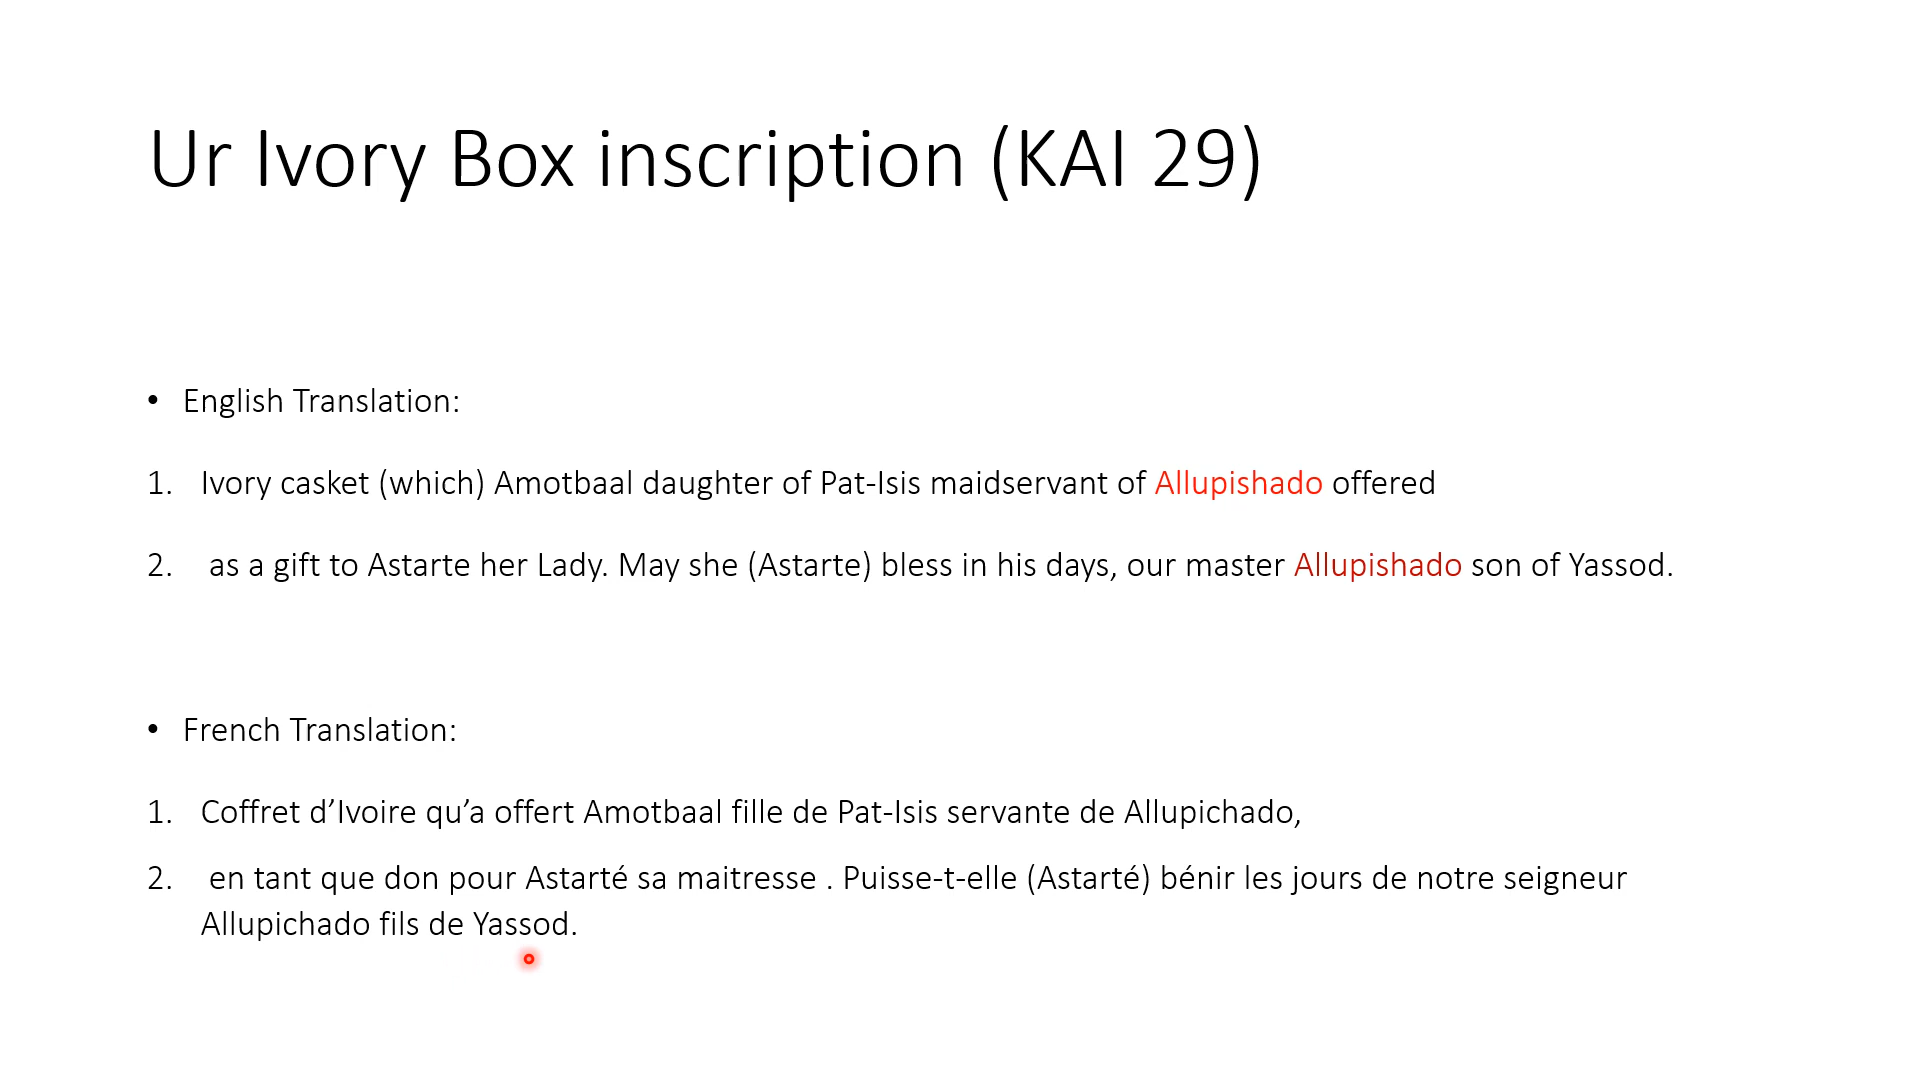 Ur Ivory Box inscription (KAI 29)
• English Translation:
1. Ivory casket (which) Amotbaal daughter of Pat-Isis maidservant of Allupishado offered
2. as a gift to Astarte her Lady. May she (Astarte) bless in his days, our master Allupishado son of Yassod.
• French Translation:
1. Coffret d’Ivoire qu’a offert Amotbaal fille de Pat-Isis servante de Allupichado,
2. en tant que don pour Astarté sa maitresse . Puisse-t-elle (Astarté) bénir les jours de notre seigneur
Allupichado fils de Yassod.